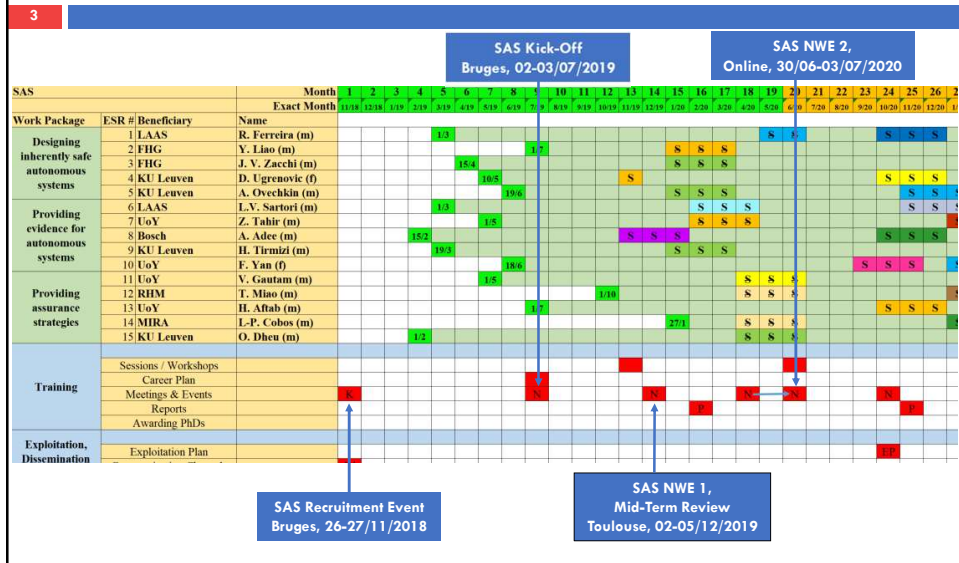 3
SAS Kick-Off
Bruges, 02-03/07/2019
SAS NWE 2,
Online, 30/06-03/07/2020
SAS Month 1 2 3 4 5 6 7 8 9 10 11 12 13 14 15 16 17 18 19 20 21 22 23 24 25 26
Exact Month 11/18 12/18 1/19 2/19 3/19 4/19 5/19 6/19 7/19 8/19 9/19 10/19 11/19 12/19 1/20 2/20 3/20 4/20 5/20 6/20 7/20 8/20 9/20 10/20 11/20 12/20
Work Package ESR # Beneficiary Name
Designing inherently safe autonomous systems
1 LAAS R. Ferreira (m) 1/3 S S S S S
2 FHG Y. Liao (m) 1/7 S S S
3 FHG J. V. Zacchi (m) 15/4 S S S
4 KU Leuven D. Ugrenovic (f) 10/5 S S S S
5 KU Leuven A. Ovechkin (m) 19/6 S S S S S
Providing evidence for autonomous systems
6 LAAS L.V. Sartori (m) 1/3 S S S S S S
7 UoY Z. Tahir (m) 1/5 S S S
8 Bosch A. Adee (m) 15/2 S S S S S S
9 KU Leuven H. Tirmizi (m) 19/3 S S S
10 UoY F. Yan (f) 18/6 S S S
Providing assurance strategies
11 UoY V. Gautam (m) 1/5 S S S
12 RHM T. Miao (m) 1/10 S S S
13 UoY H. Aftab (m) 1/7 S S S
14 MIRA L-P. Cobos (m) 27/1 S S S
15 KU Leuven O. Dheu (m) 1/2 S S S
Training
Sessions / Workshops
Career Plan
Meetings & Events K N N N N N
Reports P P
Awarding PhDs
Exploitation,
Dissemination
Exploitation Plan
SAS Recruitment Event
Bruges, 26-27/11/2018
SAS NWE 1,
Mid-Term Review
Toulouse, 02-05/12/2019